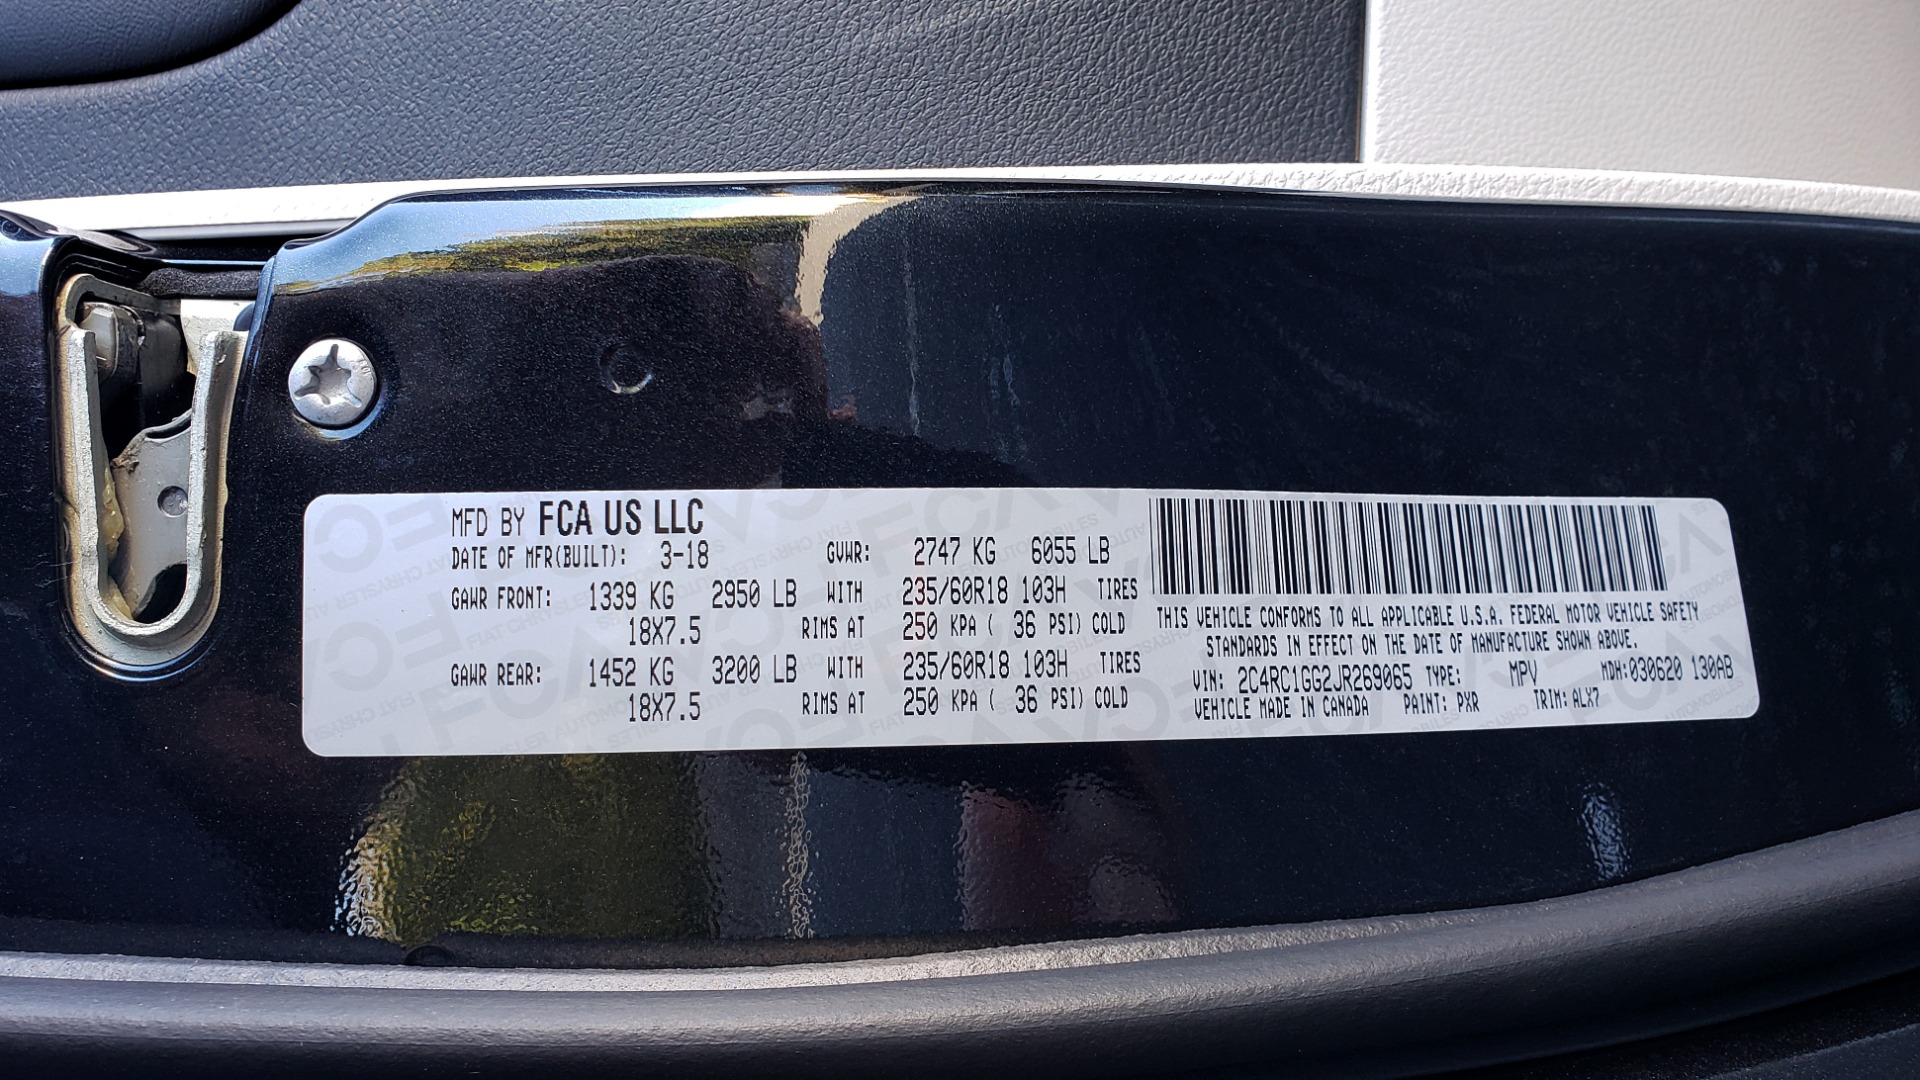 MFD BY FCA US LLC
DATE OF MFR(BUILT): 3-18 GVWR: 2747 KG 6055 LB
GAWR FRONT: 1339 KG 2950 LB WITH 235/60R18 103H TIRES
18X7.5 RIMS AT 250 KPA ( 36 PSI) COLD
GAWR REAR: 1452 KG 3200 LB WITH 235/60R18 103H TIRES
18X7.5 RIMS AT 250 KPA ( 36 PSI) COLD
THIS VEHICLE CONFORMS TO ALL APPLICABLE U.S.A. FEDERAL MOTOR VEHICLE SAFETY
STANDARDS IN EFFECT ON THE DATE OF MANUFACTURE SHOWN ABOVE.
VIN: 2C4RC1GG2JR269065 TYPE: MPV MDH:030620 130AB
VEHICLE MADE IN CANADA PAINT: PXR TRIM: ALX7